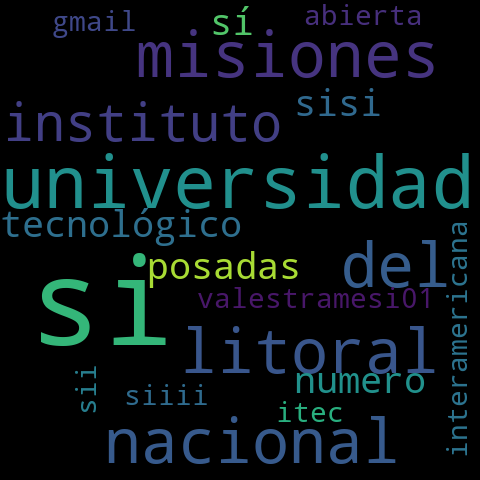 gmail sí abierta
misiones
sisi
instituto
universidad
tecnológico
del
posadas
si
valestramesi01
litoral
interamericana
numero
sii
siiii
itec
nacional